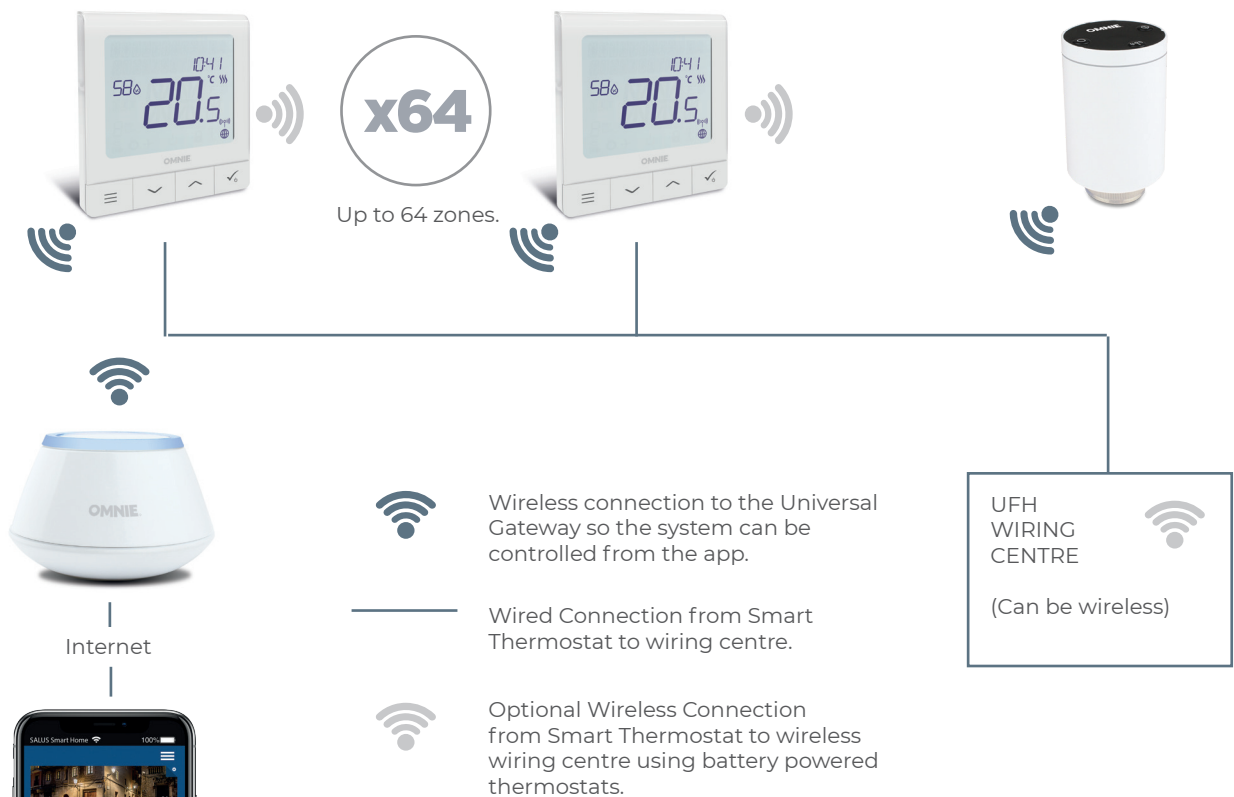 10:41
58
20.5
°C
OMNIE
x64
Up to 64 zones.
10:41
58
20.5
°C
OMNIE
OMNIE
OMNIE
Internet
SALUS Smart Home
100%
Wireless connection to the Universal
Gateway so the system can be
controlled from the app.
Wired Connection from Smart
Thermostat to wiring centre.
Optional Wireless Connection
from Smart Thermostat to wireless
wiring centre using battery powered
thermostats.
UFH
WIRING
CENTRE
(Can be wireless)